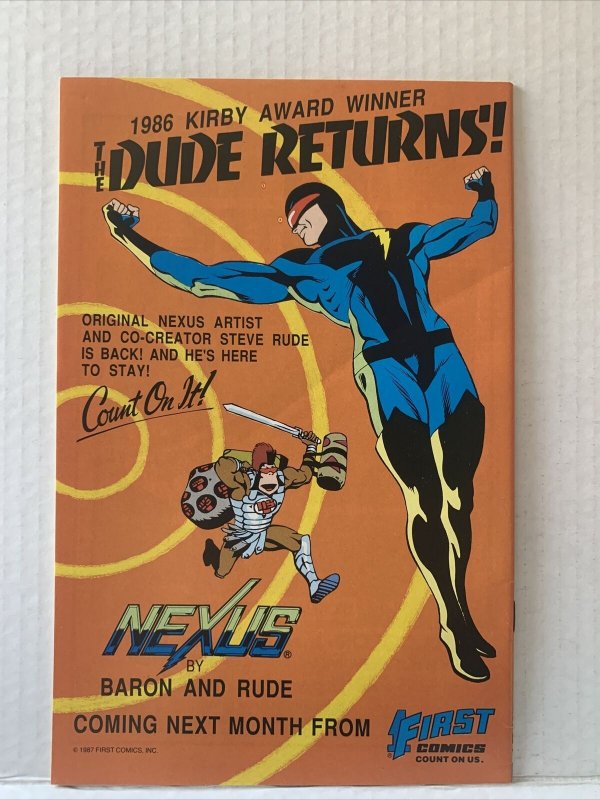 1986 KIRBY AWARD WINNER
THE DUDE RETURNS!
ORIGINAL NEXUS ARTIST
AND CO-CREATOR STEVE RUDE
IS BACK! AND HE'S HERE
TO STAY!
Count On It!
NEXUS®
BY
BARON AND RUDE
COMING NEXT MONTH FROM
FIRST®
COMICS
COUNT ON US.
© 1987 FIRST COMICS, INC.